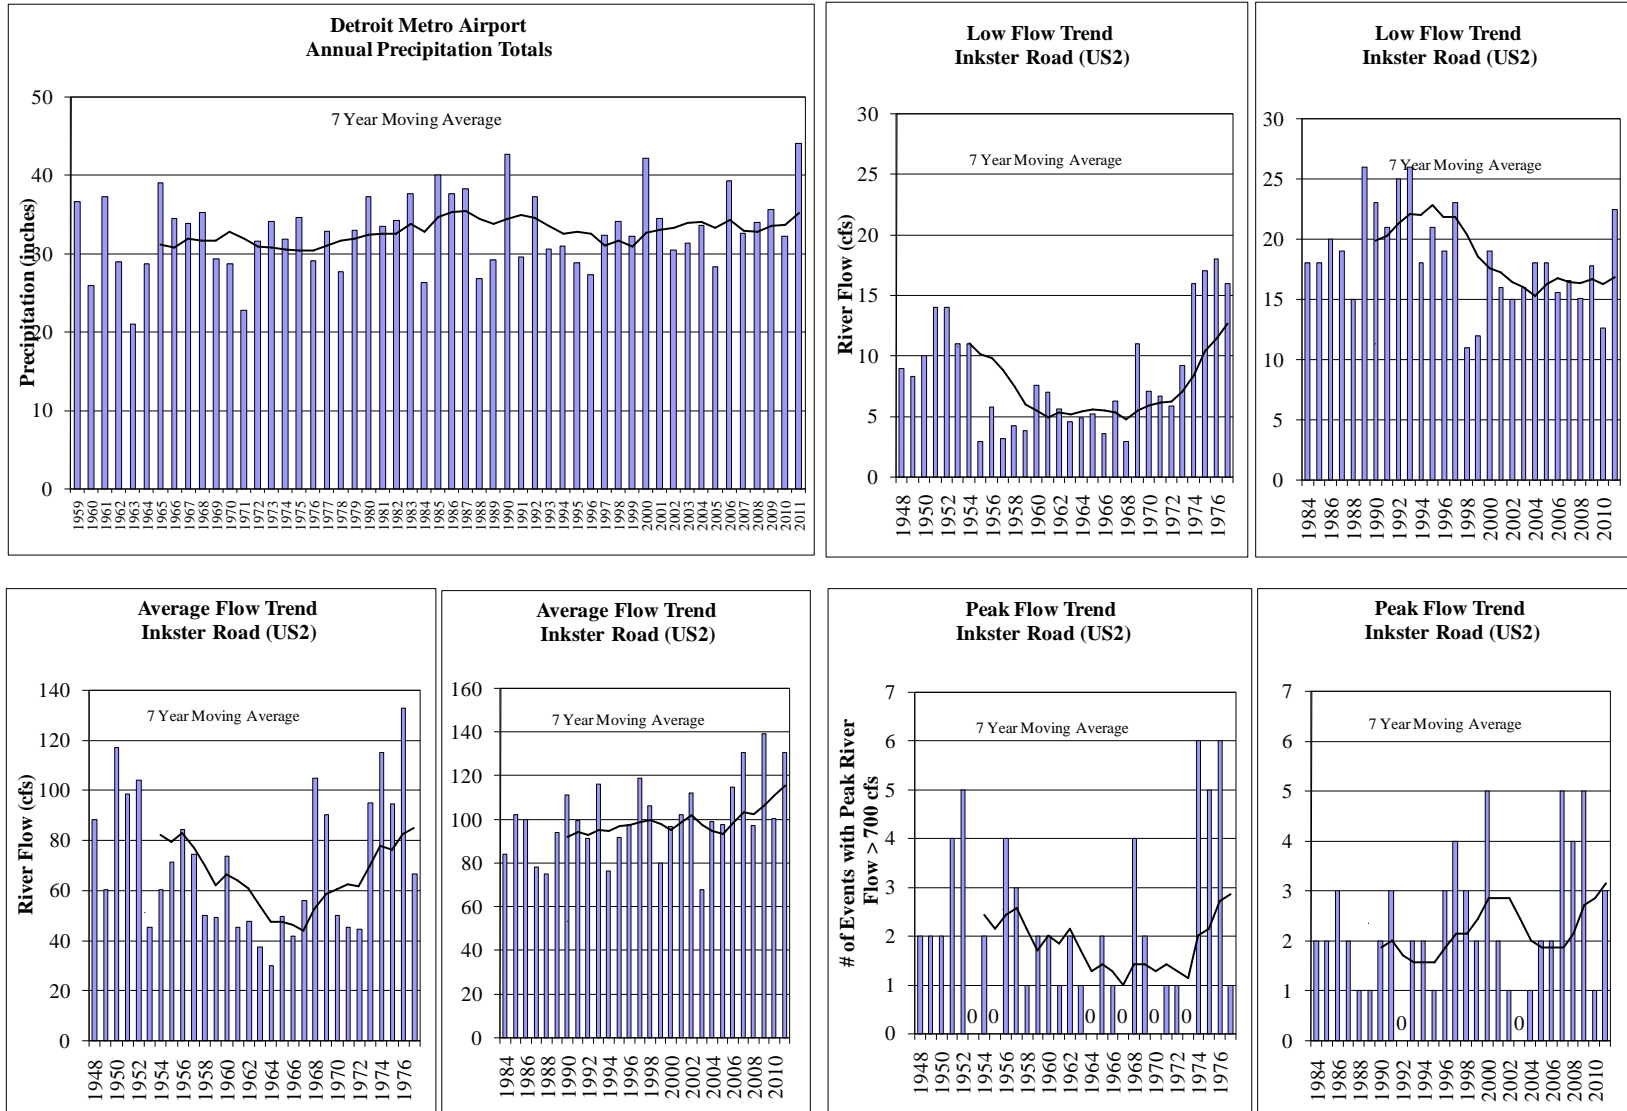 Detroit Metro Airport
Annual Precipitation Totals
7 Year Moving Average
Precipitation (inches)
50
40
30
20
10
0
1959 1960 1961 1962 1963 1964 1965 1966 1967 1968 1969 1970 1971 1972 1973 1974 1975 1976 1977 1978 1979 1980 1981 1982 1983 1984 1985 1986 1987 1988 1989 1990 1991 1992 1993 1994 1995 1996 1997 1998 1999 2000 2001 2002 2003 2004 2005 2006 2007 2008 2009 2010 2011
Low Flow Trend
Inkster Road (US2)
7 Year Moving Average
River Flow (cfs)
30
25
20
15
10
5
0
1948 1950 1952 1954 1956 1958 1960 1962 1964 1966 1968 1970 1972 1974 1976
Low Flow Trend
Inkster Road (US2)
7 Year Moving Average
30
25
20
15
10
5
0
1984 1986 1988 1990 1992 1994 1996 1998 2000 2002 2004 2006 2008 2010
Average Flow Trend
Inkster Road (US2)
7 Year Moving Average
River Flow (cfs)
140
120
100
80
60
40
20
0
1948 1950 1952 1954 1956 1958 1960 1962 1964 1966 1968 1970 1972 1974 1976
Average Flow Trend
Inkster Road (US2)
7 Year Moving Average
160
140
120
100
80
60
40
20
0
1984 1986 1988 1990 1992 1994 1996 1998 2000 2002 2004 2006 2008 2010
Peak Flow Trend
Inkster Road (US2)
7 Year Moving Average
# of Events with Peak River
Flow > 700 cfs
7
6
5
4
3
2
1
0
0 0 0 0 0 0
1948 1950 1952 1954 1956 1958 1960 1962 1964 1966 1968 1970 1972 1974 1976
Peak Flow Trend
Inkster Road (US2)
7 Year Moving Average
7
6
5
4
3
2
1
0
0 0
1984 1986 1988 1990 1992 1994 1996 1998 2000 2002 2004 2006 2008 2010